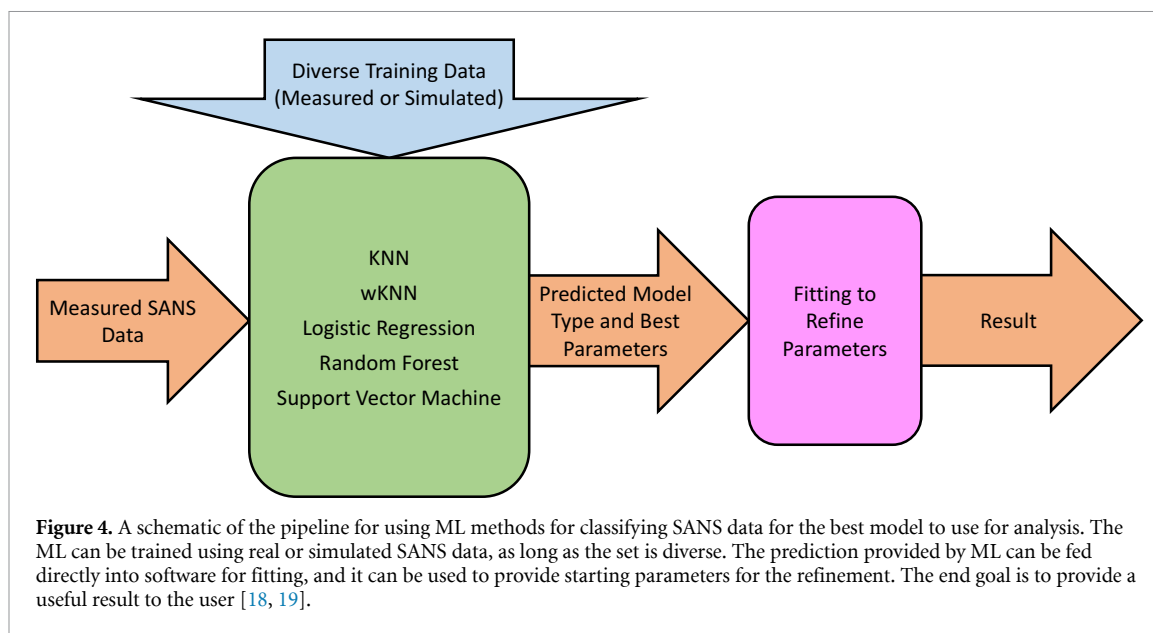 Diverse Training Data
(Measured or Simulated)
KNN
wKNN
Logistic Regression
Random Forest
Support Vector Machine
Measured SANS
Data
Predicted Model
Type and Best
Parameters
Fitting to
Refine
Parameters
Result
Figure 4. A schematic of the pipeline for using ML methods for classifying SANS data for the best model to use for analysis. The
ML can be trained using real or simulated SANS data, as long as the set is diverse. The prediction provided by ML can be fed
directly into software for fitting, and it can be used to provide starting parameters for the refinement. The end goal is to provide a
useful result to the user [18, 19].